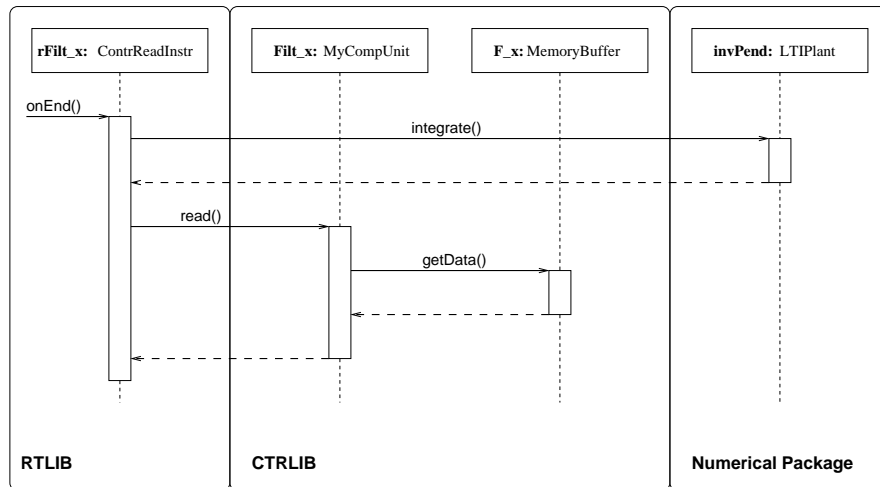 rFilt_x: ContrReadInstr
Filt_x: MyCompUnit
F_x: MemoryBuffer
invPend: LTIPlant
onEnd()
integrate()
read()
getData()
RTLIB
CTRLIB
Numerical Package